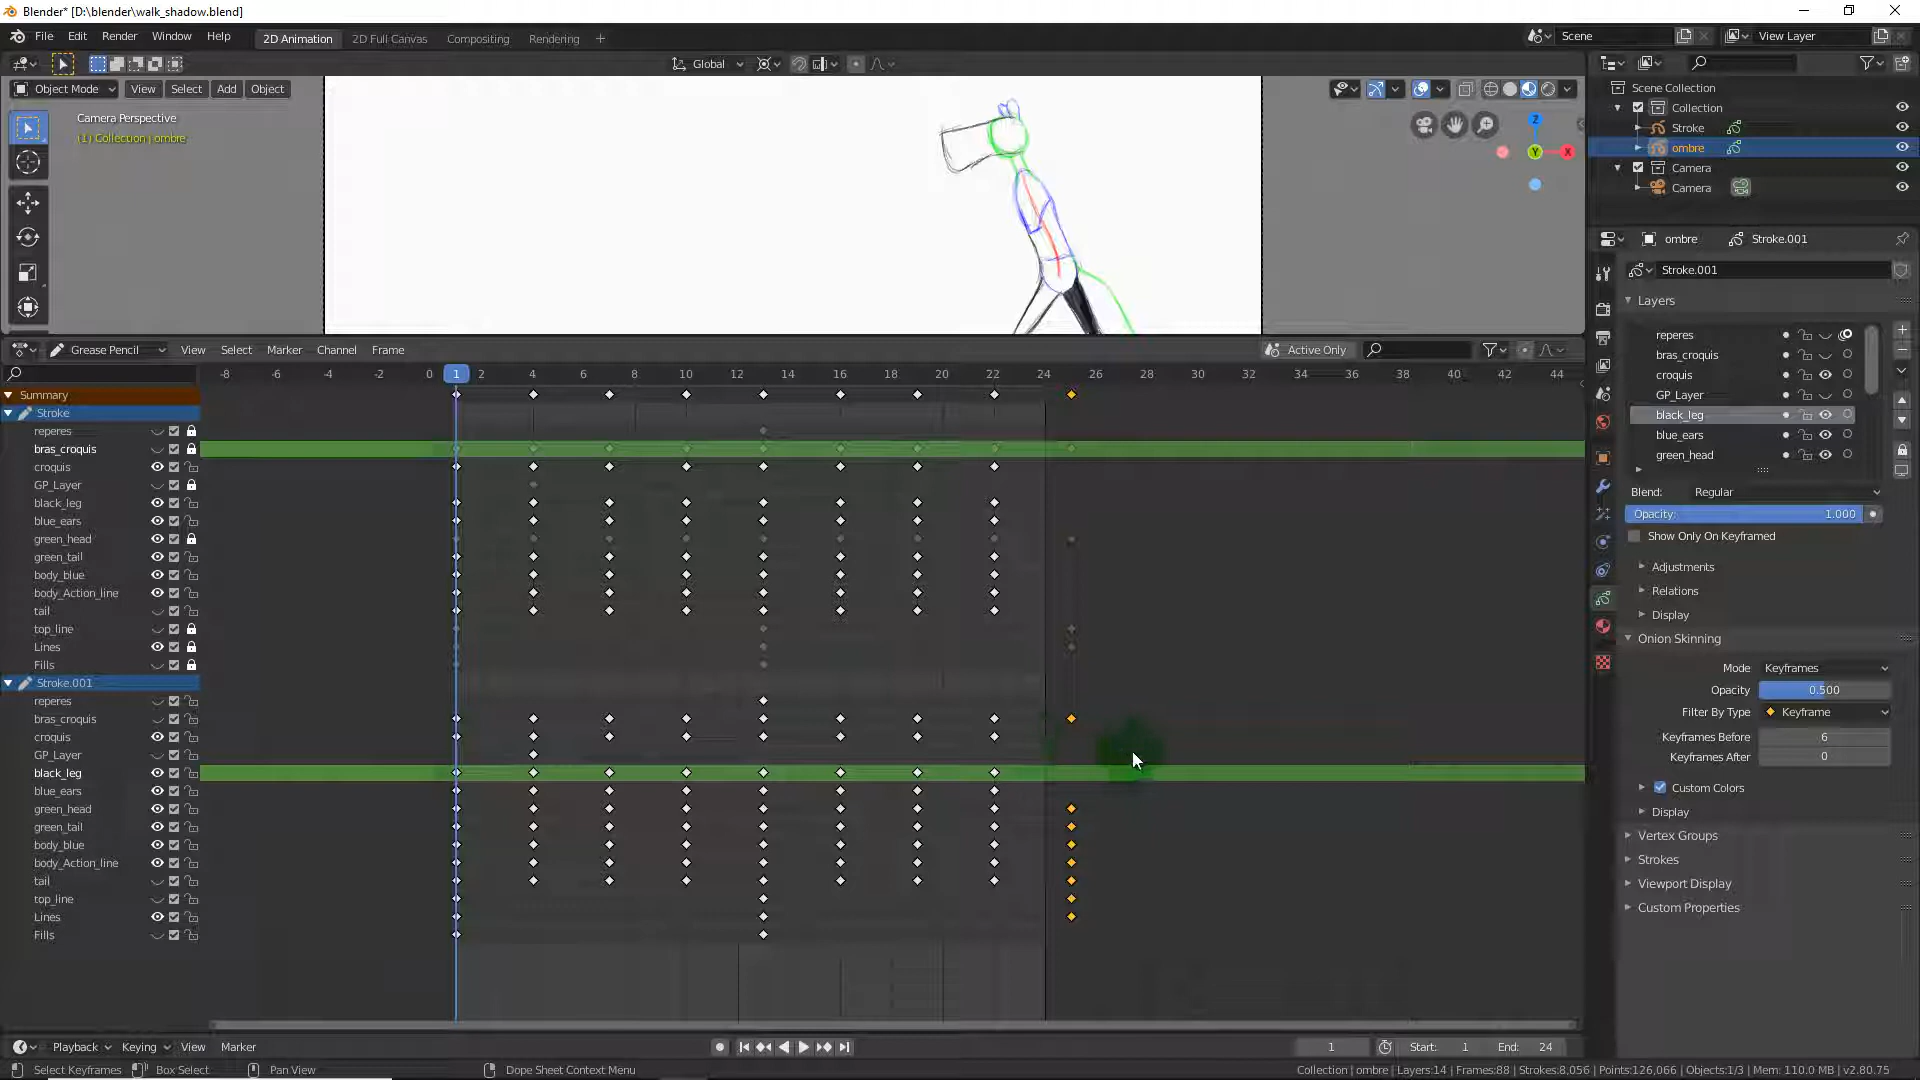 Blender* [D:\blender\walk_shadow.blend]
File Edit Render Window Help 2D Animation 2D Full Canvas Compositing Rendering + Scene View Layer
Global
Object Mode View Select Add Object
Camera Perspective
(1) Collection | ombre
Z
Y
X
Scene Collection
Collection
Stroke
ombre
Camera
Camera
ombre Stroke.001
Stroke.001
Layers
reperes
bras_croquis
croquis
GP_Layer
black_leg
blue_ears
green_head
Blend: Regular
Opacity: 1.000
Show Only On Keyframed
Adjustments
Relations
Display
Onion Skinning
Mode Keyframes
Opacity 0.500
Filter By Type Keyframe
Keyframes Before 6
Keyframes After 0
Custom Colors
Display
Vertex Groups
Strokes
Viewport Display
Custom Properties
Grease Pencil View Select Marker Channel Frame Active Only
-8 -6 -4 -2 0 1 2 4 6 8 10 12 14 16 18 20 22 24 26 28 30 32 34 36 38 40 42 44
Summary
Stroke
reperes
bras_croquis
croquis
GP_Layer
black_leg
blue_ears
green_head
green_tail
body_blue
body_Action_line
tail
top_line
Lines
Fills
Stroke.001
reperes
bras_croquis
croquis
GP_Layer
black_leg
blue_ears
green_head
green_tail
body_blue
body_Action_line
tail
top_line
Lines
Fills
Playback Keying View Marker 1 Start: 1 End: 24
Select Keyframes Box Select Pan View Dope Sheet Context Menu Collection | ombre | Layers:14 | Frames:88 | Strokes:8,056 | Points:126,066 | Objects:1/3 | Mem: 110.0 MB | v2.80.75